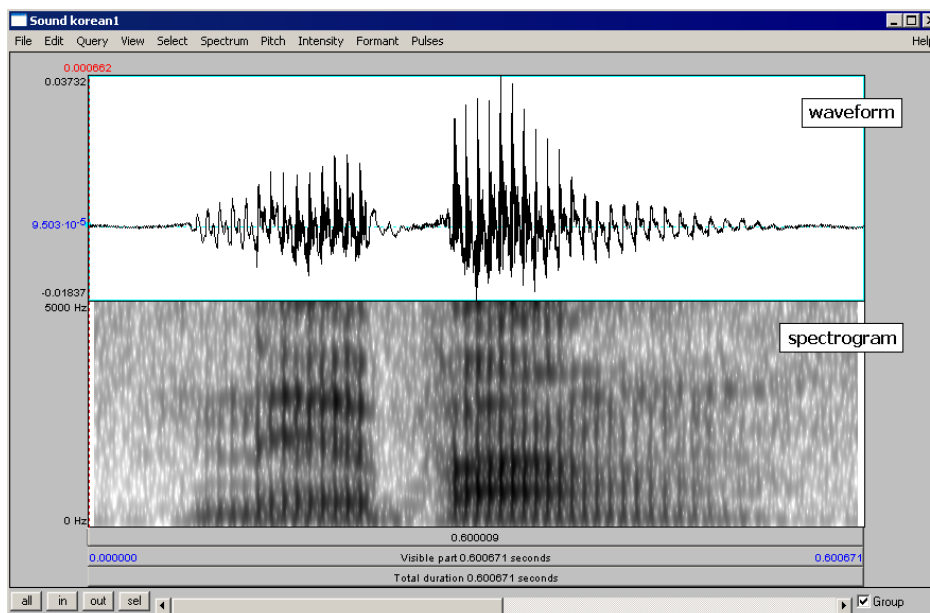 Sound korean1
File Edit Query View Select Spectrum Pitch Intensity Formant Pulses Help
0.000662
0.03732
waveform
9.503·10-5
-0.01837
5000 Hz
spectrogram
0 Hz
0.600009
0.000000 Visible part 0.600671 seconds 0.600671
Total duration 0.600671 seconds
all in out sel Group